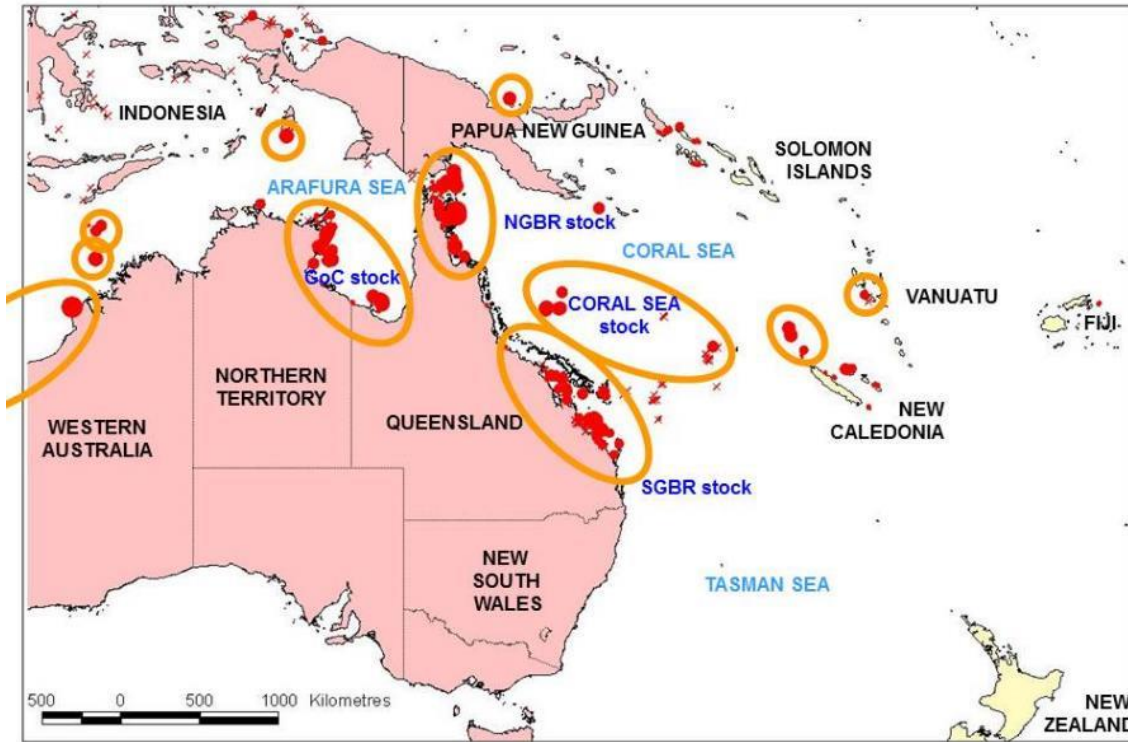 INDONESIA
PAPUA NEW GUINEA
SOLOMON
ISLANDS
ARAFURA SEA
NGBR stock
CORAL SEA
GoC stock
CORAL SEA
stock
VANUATU
FIJI
NORTHERN
TERRITORY
WESTERN
AUSTRALIA
QUEENSLAND
NEW
CALEDONIA
SGBR stock
NEW
SOUTH
WALES
TASMAN SEA
500 0 500 1000 Kilometres
NEW
ZEALAND